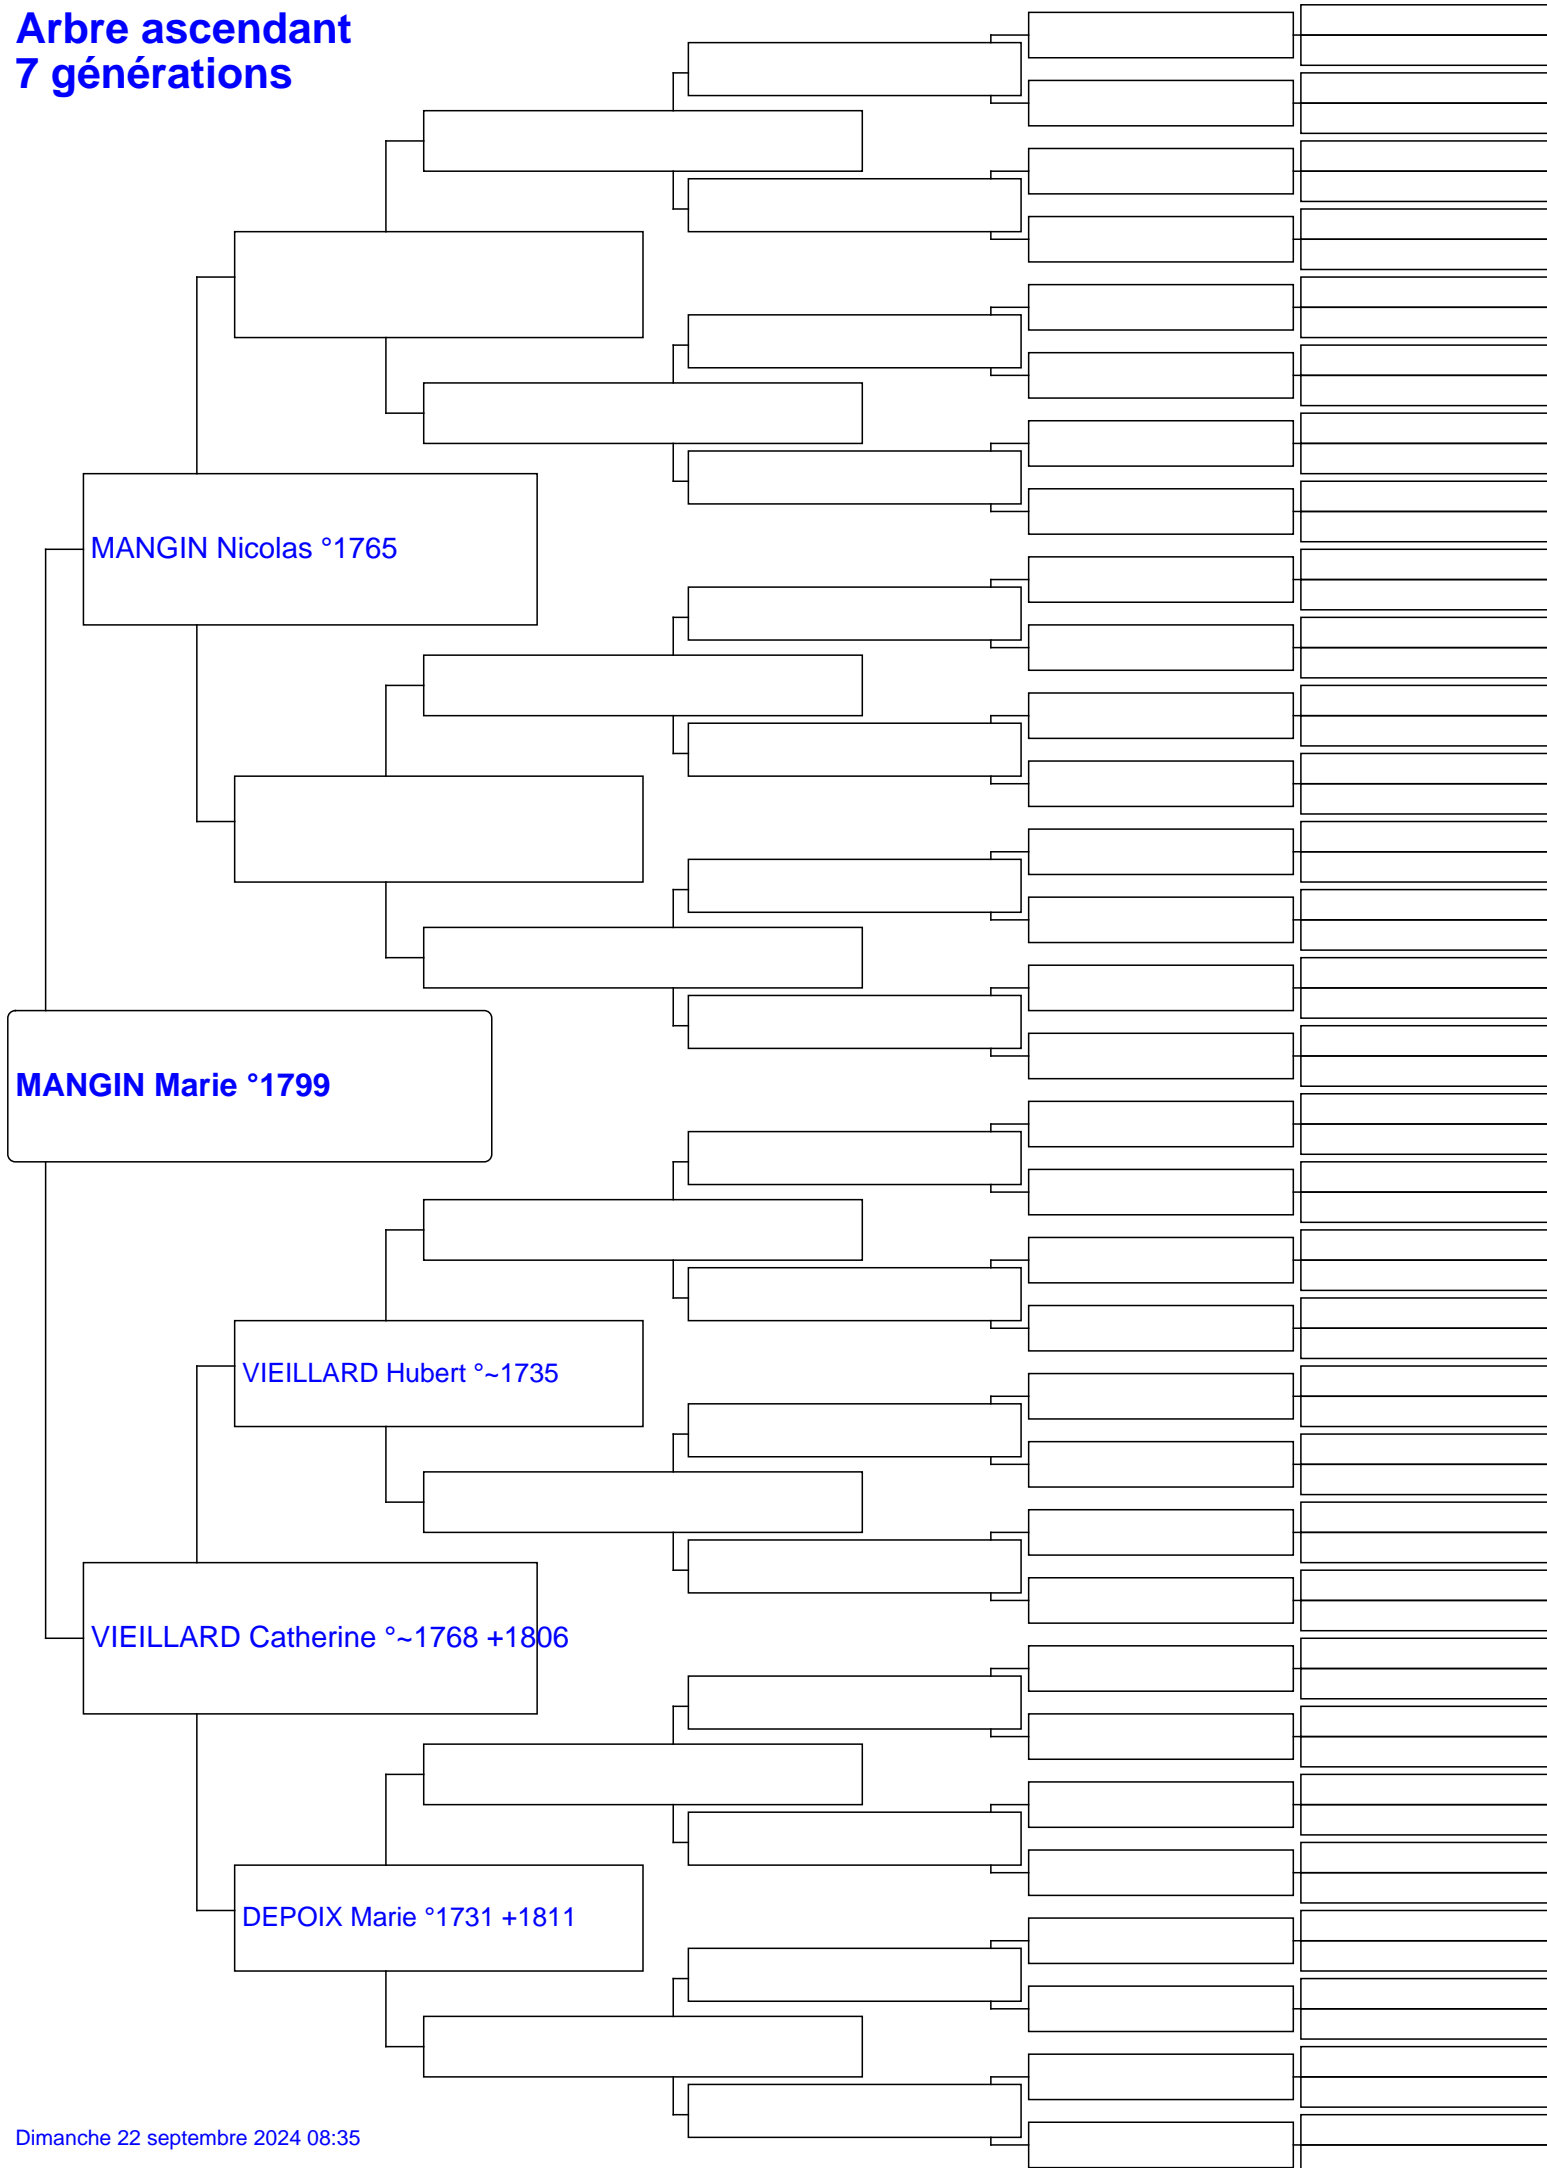 Arbre ascendant
7 générations
MANGIN Nicolas °1765
MANGIN Marie °1799
VIEILLARD Hubert °~1735
VIEILLARD Catherine °~1768 +1806
DEPOIX Marie °1731 +1811
Dimanche 22 septembre 2024 08:35